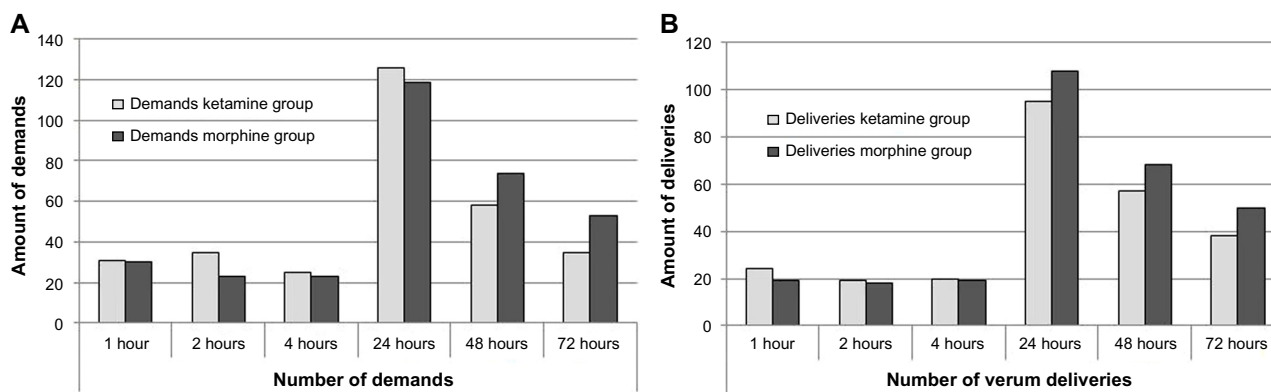 A
140
120
100
80
60
40
20
0
Amount of demands
Demands ketamine group
Demands morphine group
1 hour 2 hours 4 hours 24 hours 48 hours 72 hours
Number of demands
B
120
100
80
60
40
20
0
Amount of deliveries
Deliveries ketamine group
Deliveries morphine group
1 hour 2 hours 4 hours 24 hours 48 hours 72 hours
Number of verum deliveries